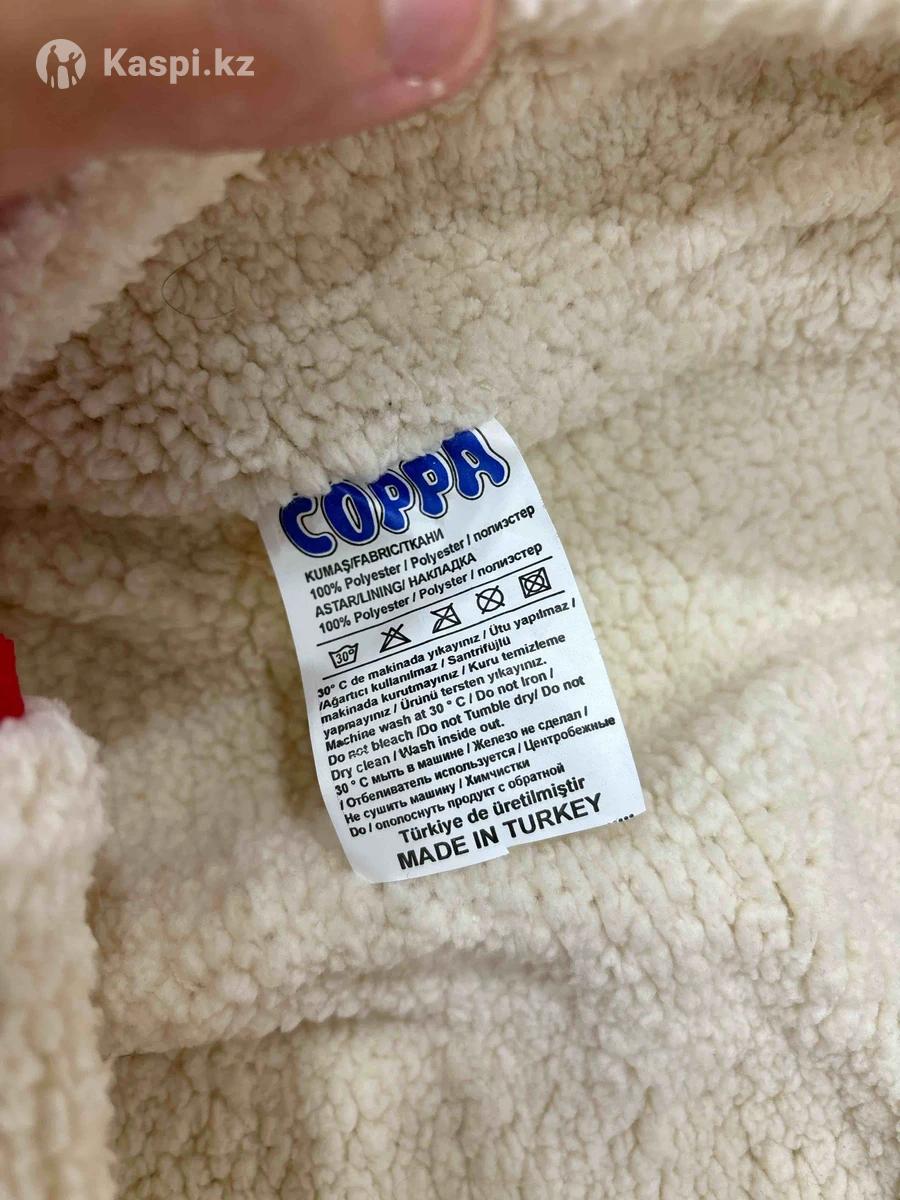 Kaspi.kz
COPPA
KUMAŞ/FABRIC/ТКАНИ
100% Polyester / Polyester / полиэстер
ASTAR/LINING/ НАКЛАДКА
100% Polyester / Polyster / полиэстер
30°
30° C de makinada yıkayınız / Ütu yapılmaz /
/Ağartıcı kullanılmaz / Santrifüjlü
makinada kurutmayınız / Kuru temizleme
yapmayınız / Ürünü tersten yıkayınız.
Machine wash at 30 ° C / Do not Iron /
Do not bleach /Do not Tumble dry/ Do not
Dry clean / Wash inside out.
30 ° C мыть в машине / Железо не сделал /
/ Отбеливатель используется / Центробежные
Не сушить машину / Химчистки
Do / ополоснуть продукт с обратной
Türkiye de üretilmiştir
MADE IN TURKEY